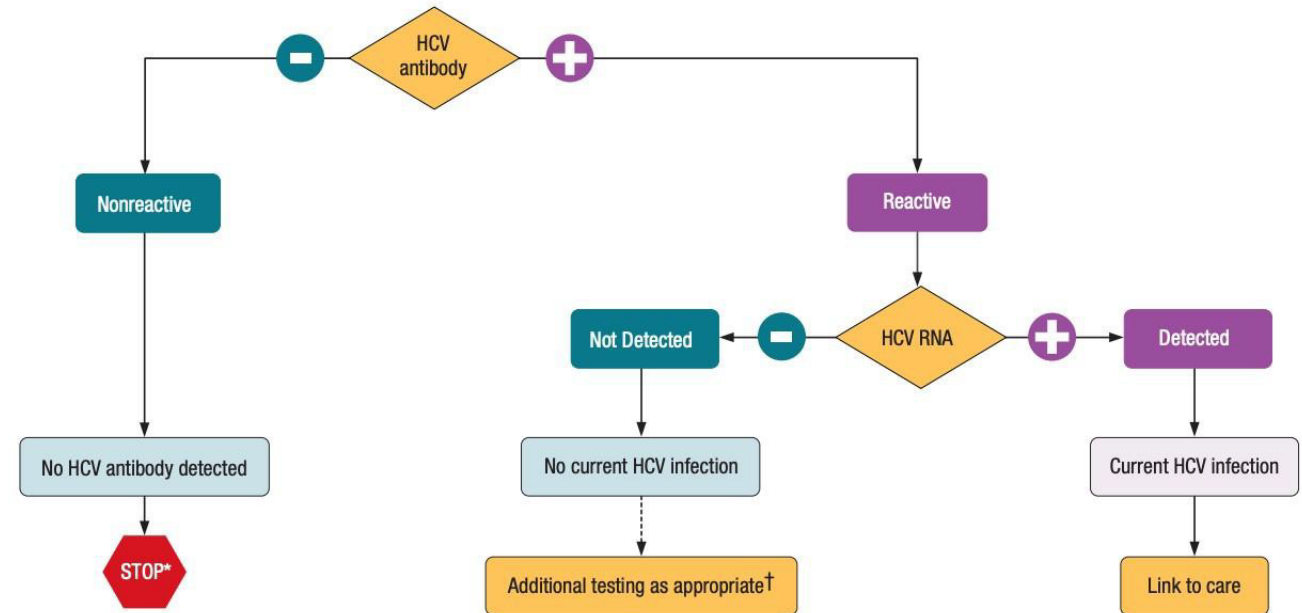 HCV
antibody
Nonreactive
Reactive
Not Detected
HCV RNA
Detected
No HCV antibody detected
No current HCV infection
Current HCV infection
STOP*
Additional testing as appropriate†
Link to care